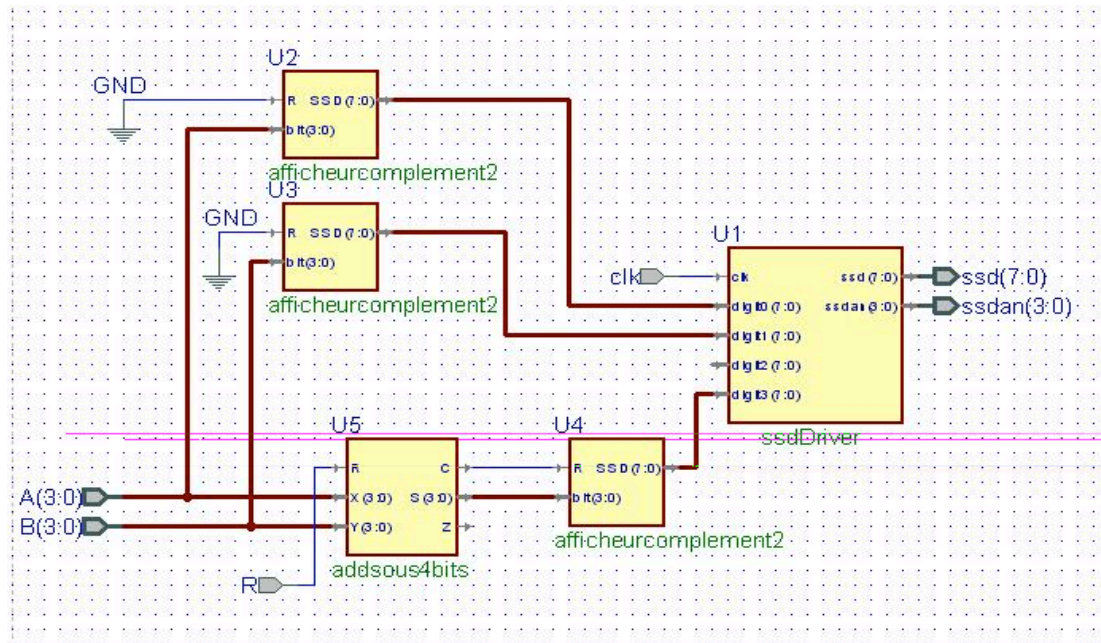 U2
GND
R SSD(7:0)
bit(3:0)
afficheurcomplement2
U3
GND
R SSD(7:0)
bit(3:0)
afficheurcomplement2
U1
clk
clk ssd(7:0)
ssd(7:0)
digit0(7:0) ssdan(3:0)
ssdan(3:0)
digit1(7:0)
digit2(7:0)
digit3(7:0)
ssdDriver
U5
R C
X(3:0) S(3:0)
Y(3:0) Z
addsous4bits
U4
R SSD(7:0)
bit(3:0)
afficheurcomplement2
A(3:0)
B(3:0)
R